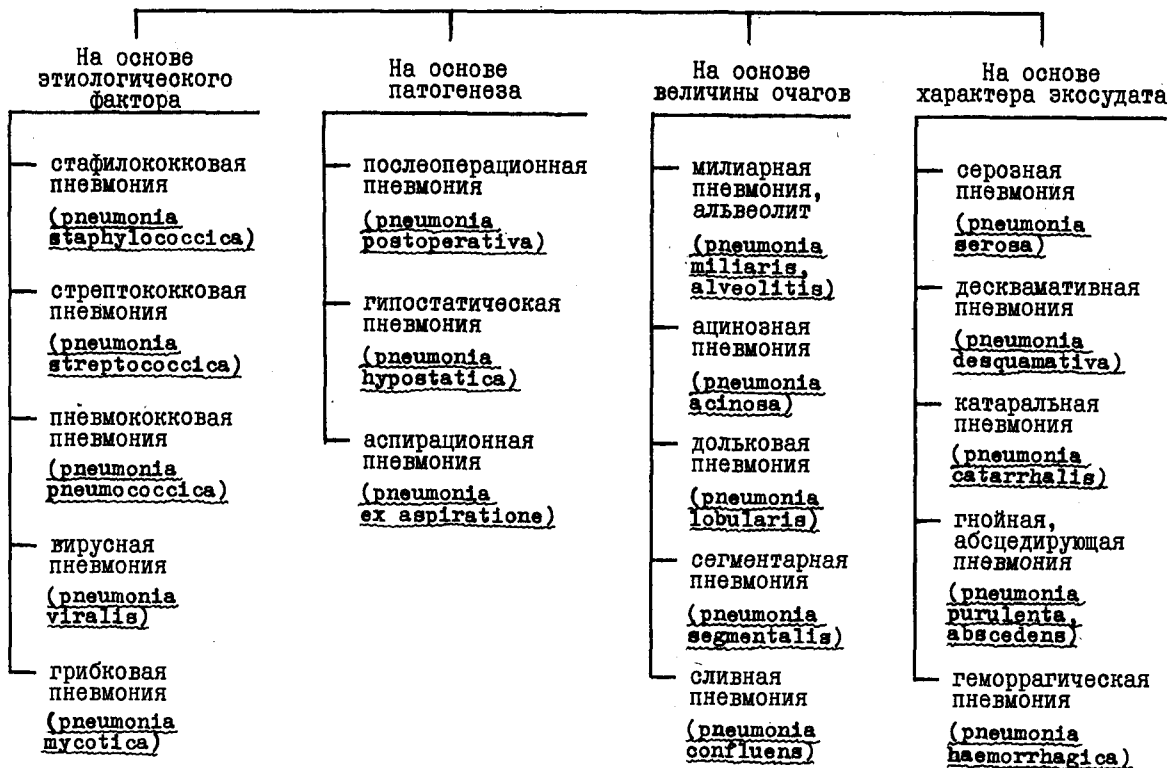 На основе
этиологического
фактора
стафилококковая
пневмония
(pneumonia
staphylococcica)
стрептококковая
пневмония
(pneumonia
streptococcica)
пневмококковая
пневмония
(pneumonia
pneumococcica)
вирусная
пневмония
(pneumonia
viralis)
грибковая
пневмония
(pneumonia
mycotica)
На основе
патогенеза
послеоперационная
пневмония
(pneumonia
postoperativa)
гипостатическая
пневмония
(pneumonia
hypostatica)
аспирационная
пневмония
(pneumonia
ex aspiratione)
На основе
величины очагов
милиарная
пневмония,
альвеолит
(pneumonia
miliaris,
alveolitis)
ацинозная
пневмония
(pneumonia
acinosa)
дольковая
пневмония
(pneumonia
lobularis)
сегментарная
пневмония
(pneumonia
segmentalis)
сливная
пневмония
(pneumonia
confluens)
На основе
характера экосудата
серозная
пневмония
(pneumonia
serosa)
десквамативная
пневмония
(pneumonia
desquamativa)
катаральная
пневмония
(pneumonia
catarrhalis)
гнойная,
абсцедирующая
пневмония
(pneumonia
purulenta,
abscedens)
геморрагическая
пневмония
(pneumonia
haemorrhagica)